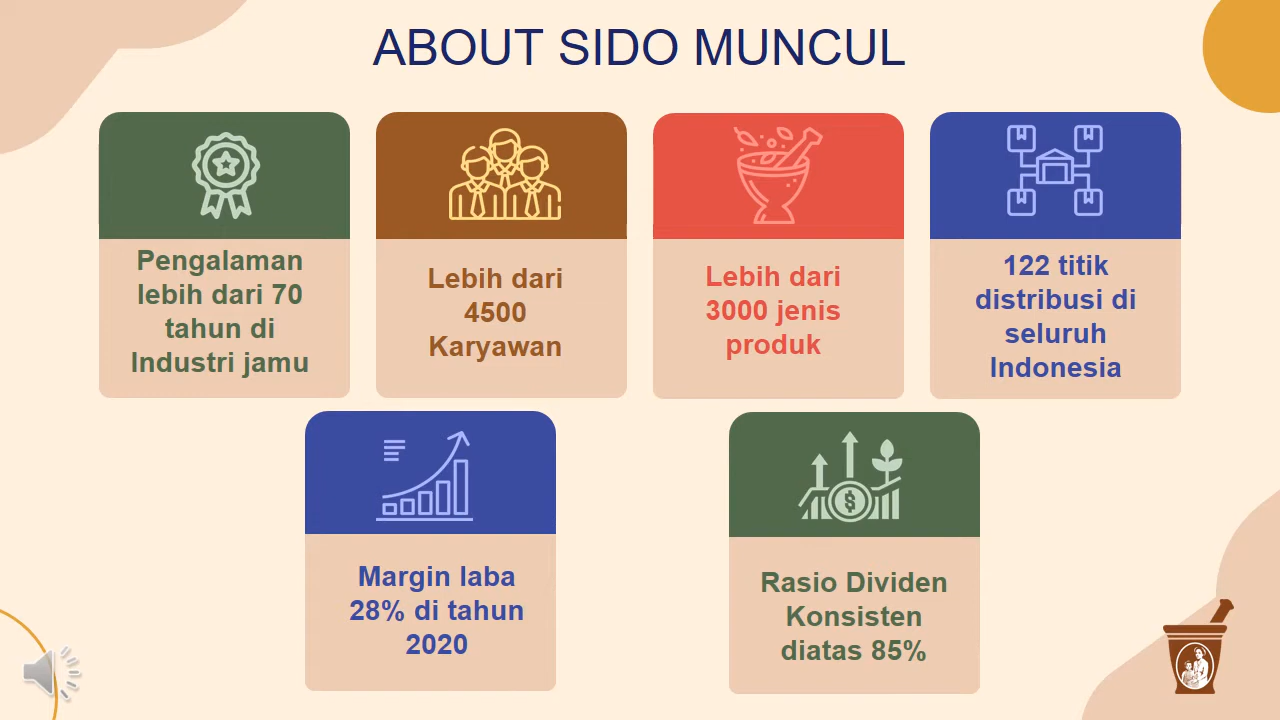 ABOUT SIDO MUNCUL
Pengalaman
lebih dari 70
tahun di
Industri jamu
Lebih dari
4500
Karyawan
Lebih dari
3000 jenis
produk
122 titik
distribusi di
seluruh
Indonesia
Margin laba
28% di tahun
2020
Rasio Dividen
Konsisten
diatas 85%